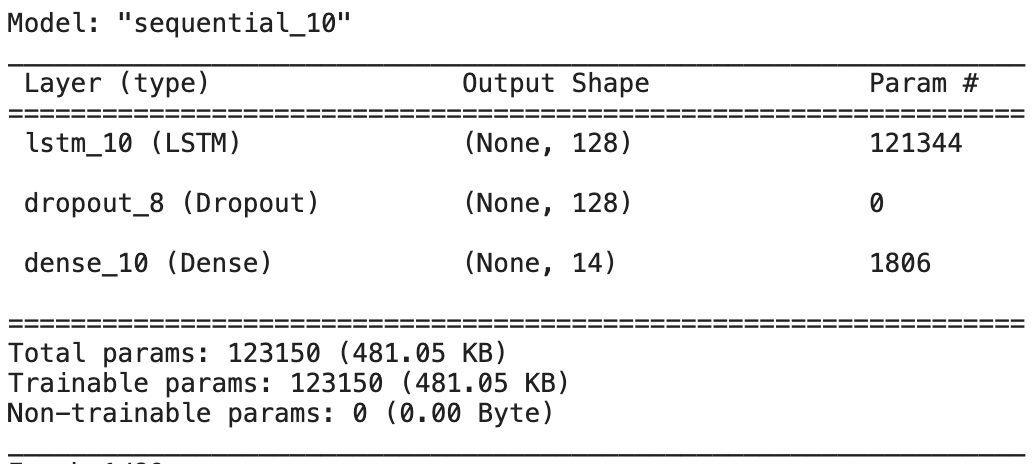 Model: "sequential_10"
Layer (type) Output Shape Param #
lstm_10 (LSTM) (None, 128) 121344
dropout_8 (Dropout) (None, 128) 0
dense_10 (Dense) (None, 14) 1806
Total params: 123150 (481.05 KB)
Trainable params: 123150 (481.05 KB)
Non-trainable params: 0 (0.00 Byte)